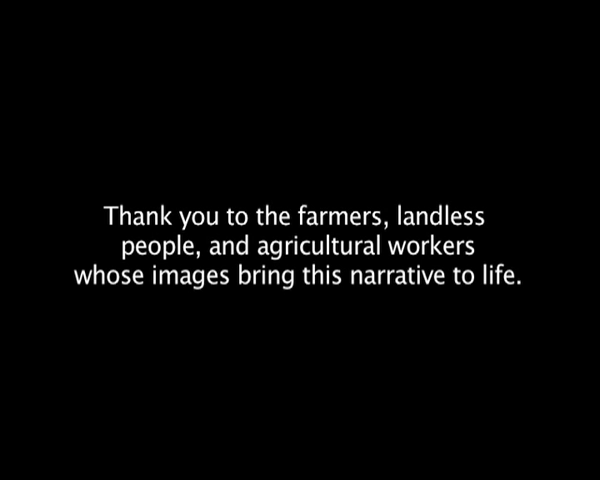 Thank you to the farmers, landless
people, and agricultural workers
whose images bring this narrative to life.